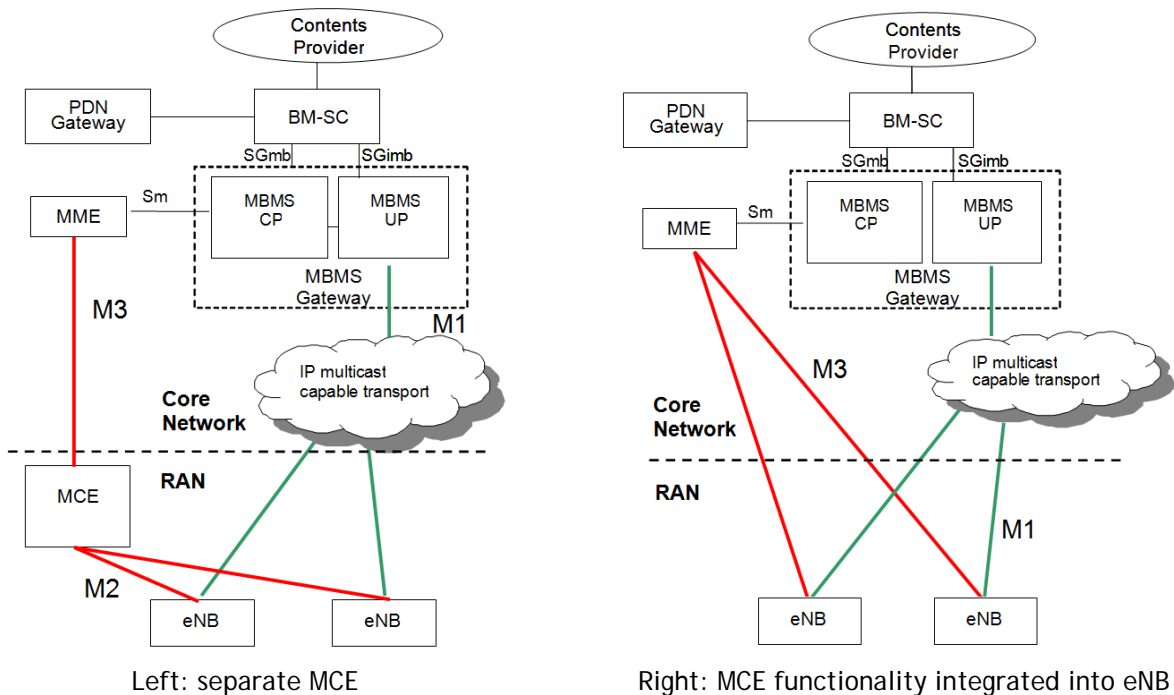 Contents
Provider
PDN
Gateway
BM-SC
SGmb
SGimb
MBMS
CP
MBMS
UP
Sm
MME
MBMS
Gateway
M3
M1
IP multicast
capable transport
Core
Network
RAN
MCE
M2
eNB
eNB
Left: separate MCE
Contents
Provider
PDN
Gateway
BM-SC
SGmb
SGimb
MBMS
CP
MBMS
UP
Sm
MME
MBMS
Gateway
M3
IP multicast
capable transport
Core
Network
RAN
M1
eNB
eNB
Right: MCE functionality integrated into eNB